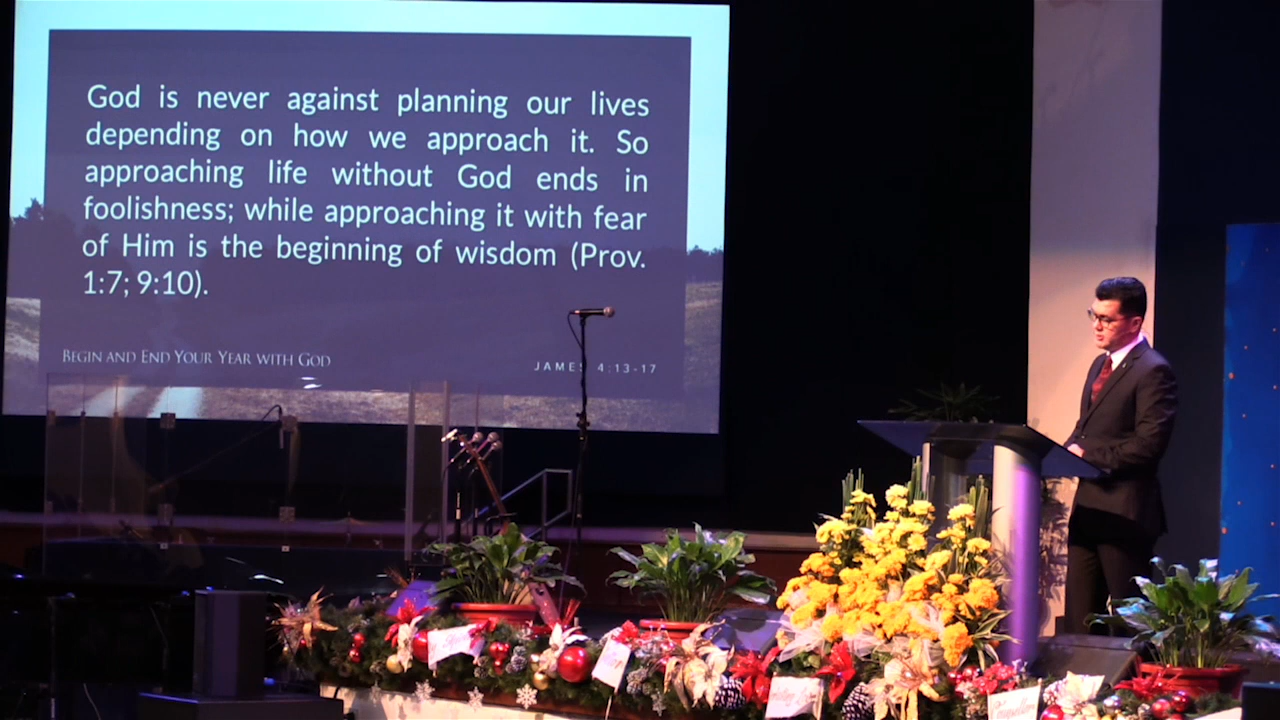 God is never against planning our lives
depending on how we approach it. So
approaching life without God ends in
foolishness; while approaching it with fear
of Him is the beginning of wisdom (Prov.
1:7; 9:10).
BEGIN AND END YOUR YEAR WITH GOD
JAMES 4:13-17